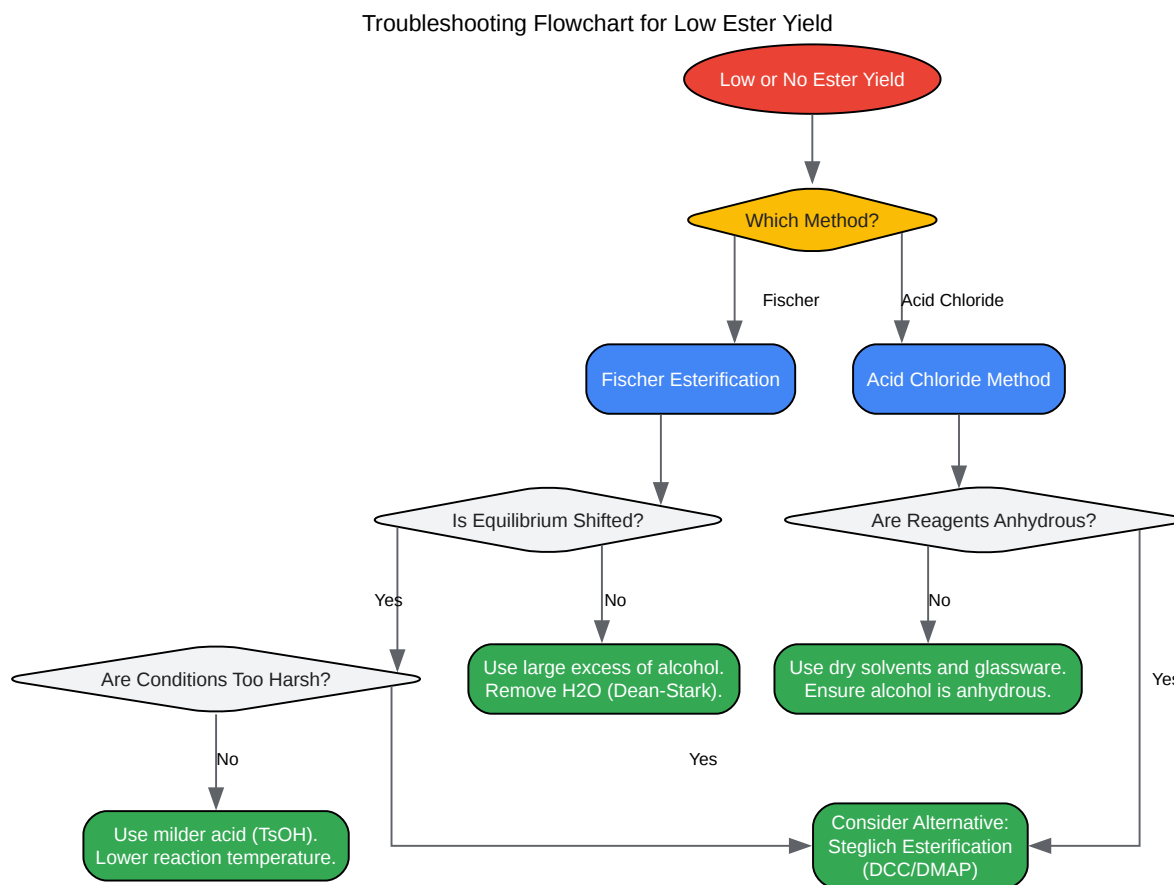 Troubleshooting Flowchart for Low Ester Yield
Low or No Ester Yield
Which Method?
Fischer
Acid Chloride
Fischer Esterification
Acid Chloride Method
Is Equilibrium Shifted?
Are Reagents Anhydrous?
Yes
No
No
Yes
Are Conditions Too Harsh?
Use large excess of alcohol.
Remove H2O (Dean-Stark).
Use dry solvents and glassware.
Ensure alcohol is anhydrous.
No
Yes
Use milder acid (TsOH).
Lower reaction temperature.
Consider Alternative:
Steglich Esterification
(DCC/DMAP)